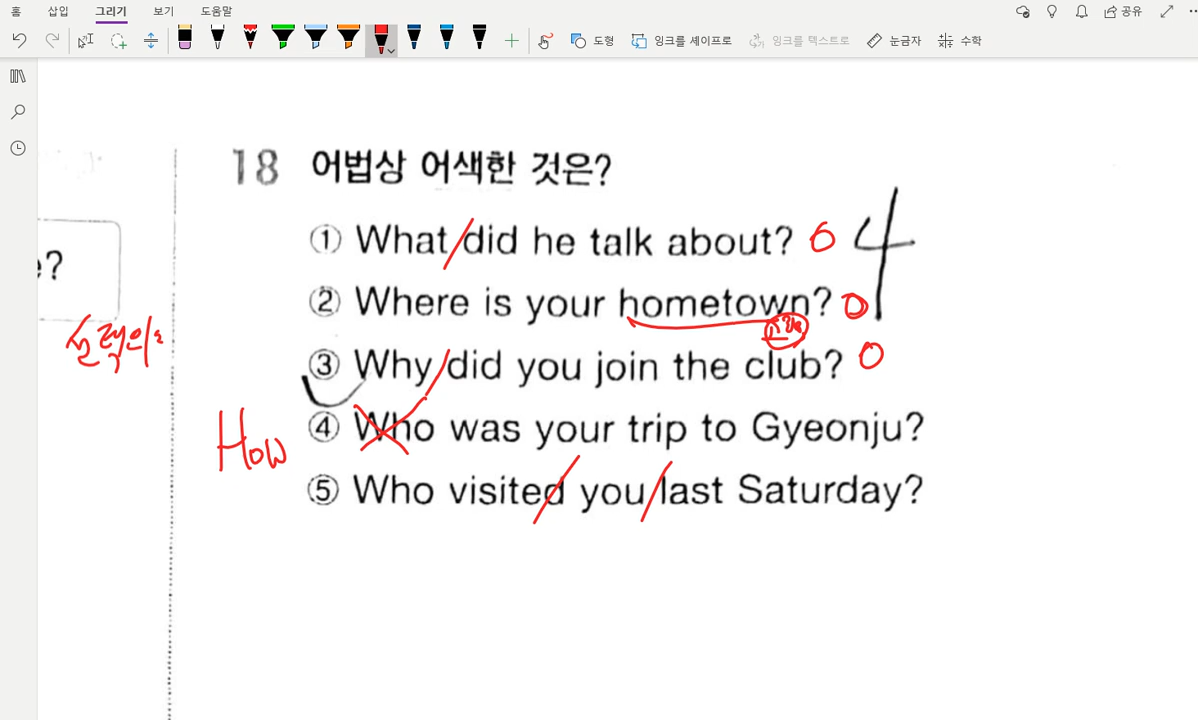 홈 삽입 그리기 보기 도움말
공유
도형 잉크를 셰이프로 잉크를 텍스트로 눈금자 수학
18 어법상 어색한 것은?
① What did he talk about? O 4
?
② Where is your hometown? O
③ Why did you join the club? O
How ④ Who was your trip to Gyeonju?
⑤ Who visited you last Saturday?